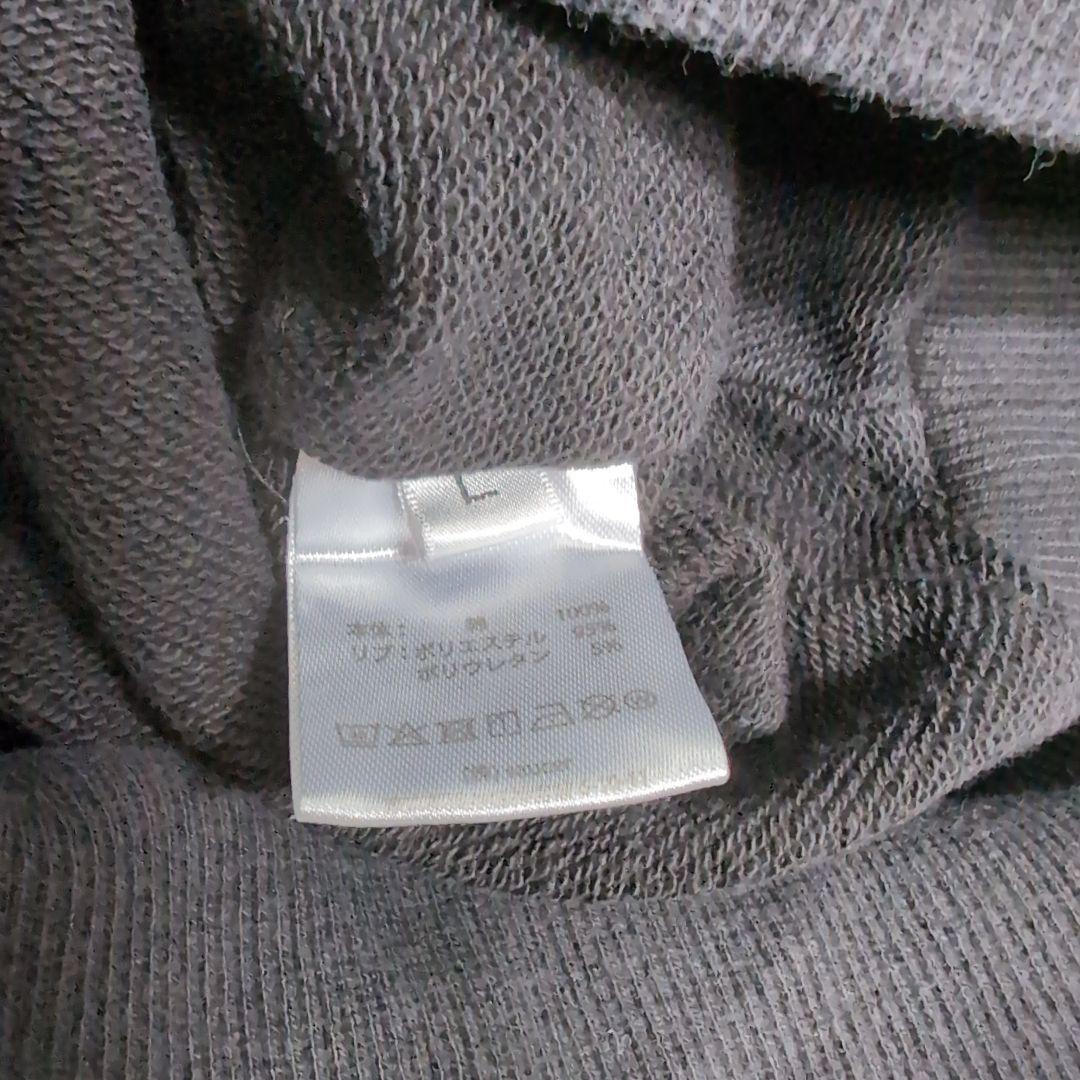 L
本体： 綿 100%
リブ：ポリエステル 95%
ポリウレタン 5%